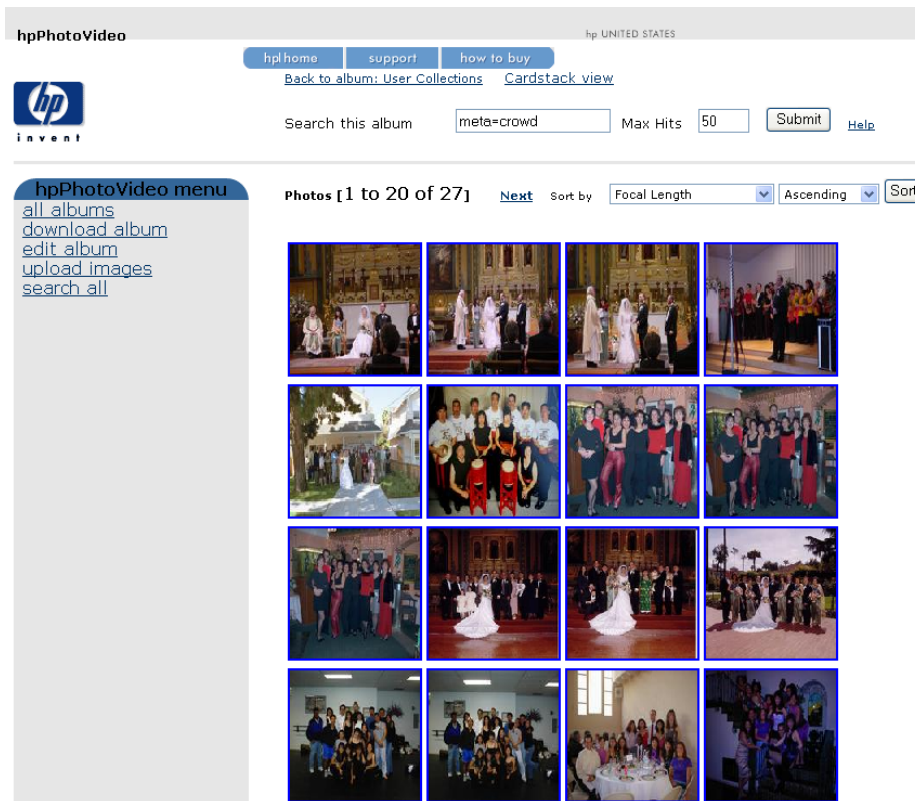 hpPhotoVideo
hp UNITED STATES
hpl home support how to buy
Back to album: User Collections Cardstack view
hp
invent
Search this album meta=crowd Max Hits 50 Submit Help
hpPhotoVideo menu
all albums
download album
edit album
upload images
search all
Photos [1 to 20 of 27] Next Sort by Focal Length Ascending Sort